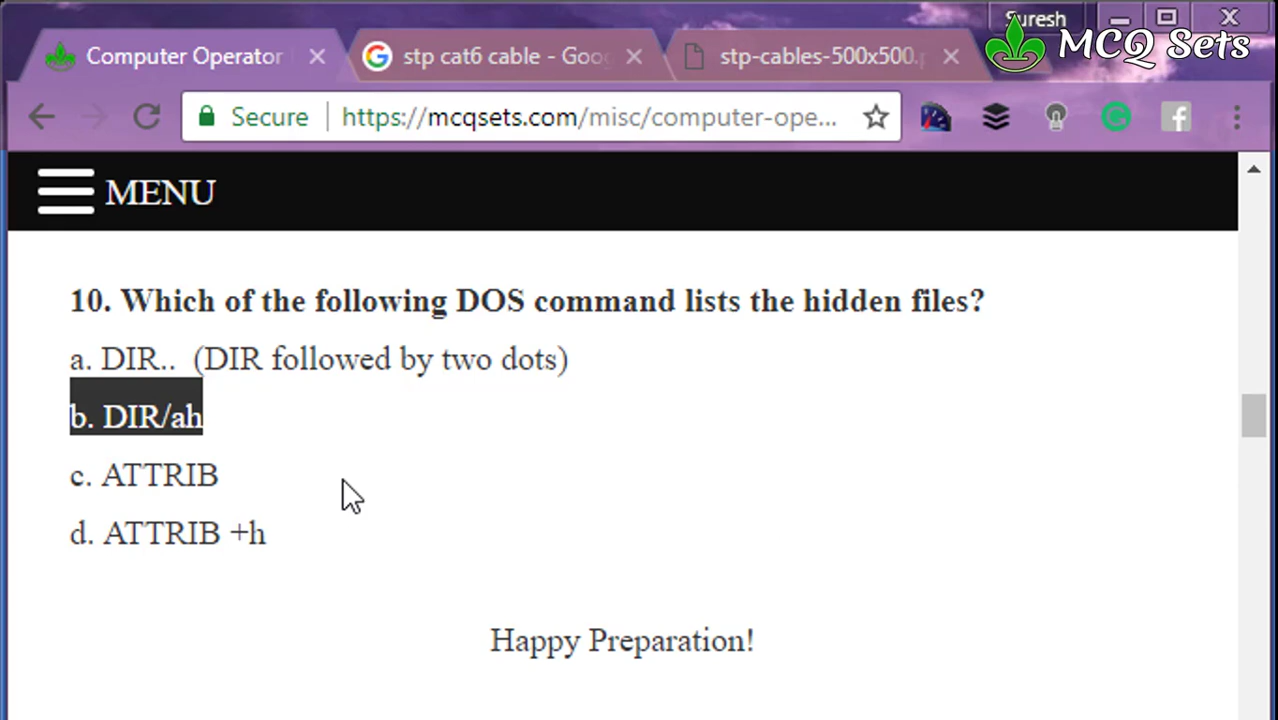 Suresh
MCQ Sets
Computer Operator
stp cat6 cable - Goo
stp-cables-500x500.p
Secure
https://mcqsets.com/misc/computer-ope...
MENU
10. Which of the following DOS command lists the hidden files?
a. DIR.. (DIR followed by two dots)
b. DIR/ah
c. ATTRIB
d. ATTRIB +h
Happy Preparation!